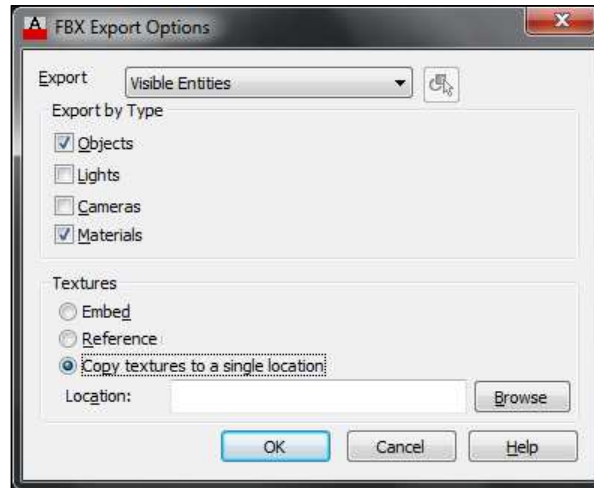 FBX Export Options
Export Visible Entities
Export by Type
Objects
Lights
Cameras
Materials
Textures
Embed
Reference
Copy textures to a single location
Location: Browse
OK Cancel Help